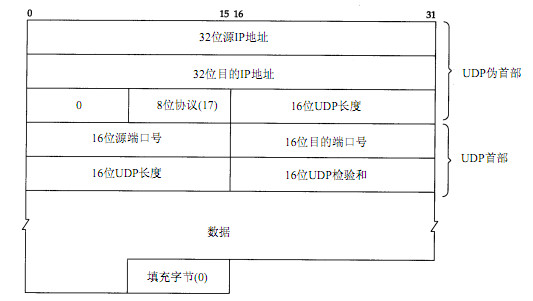 0 15 16 31
32位源IP地址
32位目的IP地址
UDP伪首部
0 8位协议(17) 16位UDP长度
16位源端口号 16位目的端口号
UDP首部
16位UDP长度 16位UDP检验和
数据
填充字节(0)